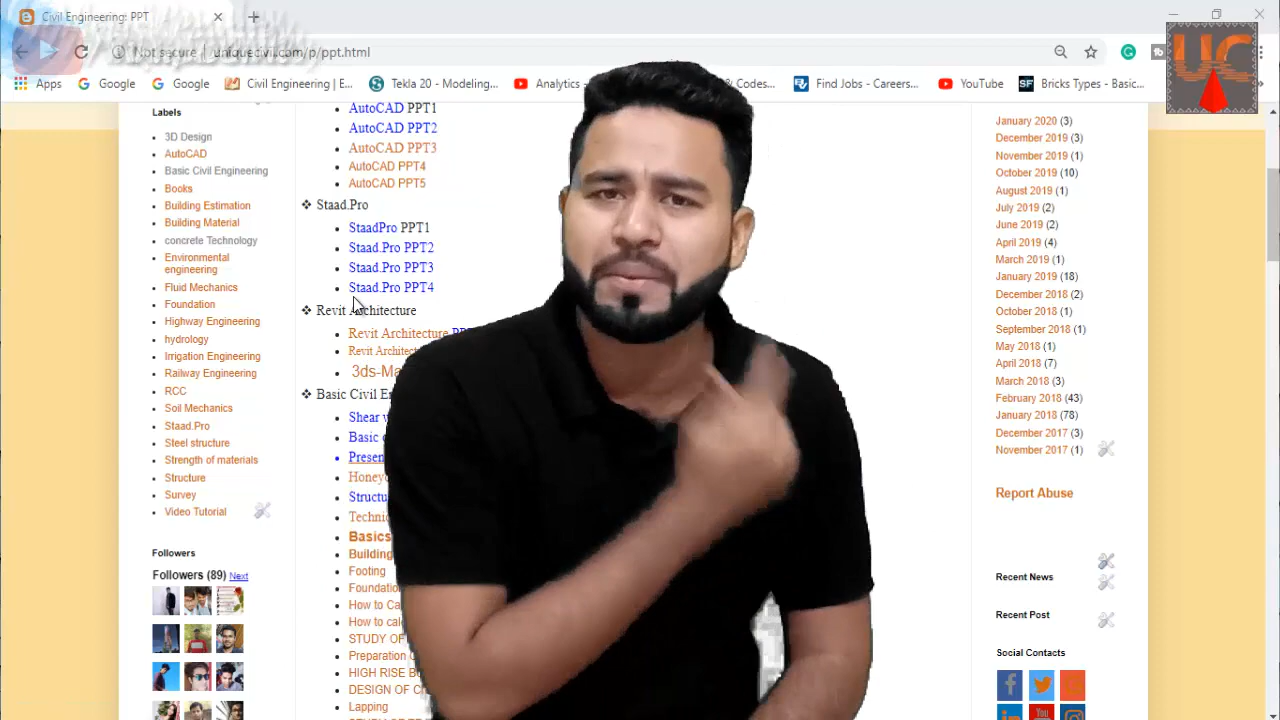 Civil Engineering: PPT
Not secure
uniquecivil.com/p/ppt.html
Apps
Google
Google
Civil Engineering | E...
Tekla 20 - Modeling...
Analytics
& Codes...
Find Jobs - Careers...
YouTube
Bricks Types - Basic...
UC
Labels
3D Design
AutoCAD
Basic Civil Engineering
Books
Building Estimation
Building Material
concrete Technology
Environmental
engineering
Fluid Mechanics
Foundation
Highway Engineering
hydrology
Irrigation Engineering
Railway Engineering
RCC
Soil Mechanics
Staad.Pro
Steel structure
Strength of materials
Structure
Survey
Video Tutorial
Followers
Followers (89) Next
AutoCAD PPT1
AutoCAD PPT2
AutoCAD PPT3
AutoCAD PPT4
AutoCAD PPT5
Staad.Pro
StaadPro PPT1
Staad.Pro PPT2
Staad.Pro PPT3
Staad.Pro PPT4
Revit Architecture
Revit Architecture
Revit
3ds-Ma
Basic Civil
Shear
Basic
Presen
Honey
Structu
Technic
Basics
Building
Footing
Foundation
How to Ca
How to cal
STUDY OF
Preparation
HIGH RISE
DESIGN OF
Lapping
January 2020 (3)
December 2019 (3)
November 2019 (1)
October 2019 (10)
August 2019 (1)
July 2019 (2)
June 2019 (2)
April 2019 (4)
March 2019 (1)
January 2019 (18)
December 2018 (2)
October 2018 (1)
September 2018 (1)
May 2018 (1)
April 2018 (7)
March 2018 (3)
February 2018 (43)
January 2018 (78)
December 2017 (3)
November 2017 (1)
Report Abuse
Recent News
Recent Post
Social Contacts